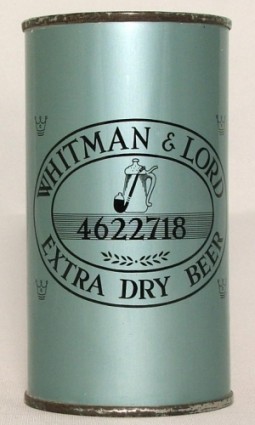 WHITMAN & LORD
4622718
EXTRA DRY BEER